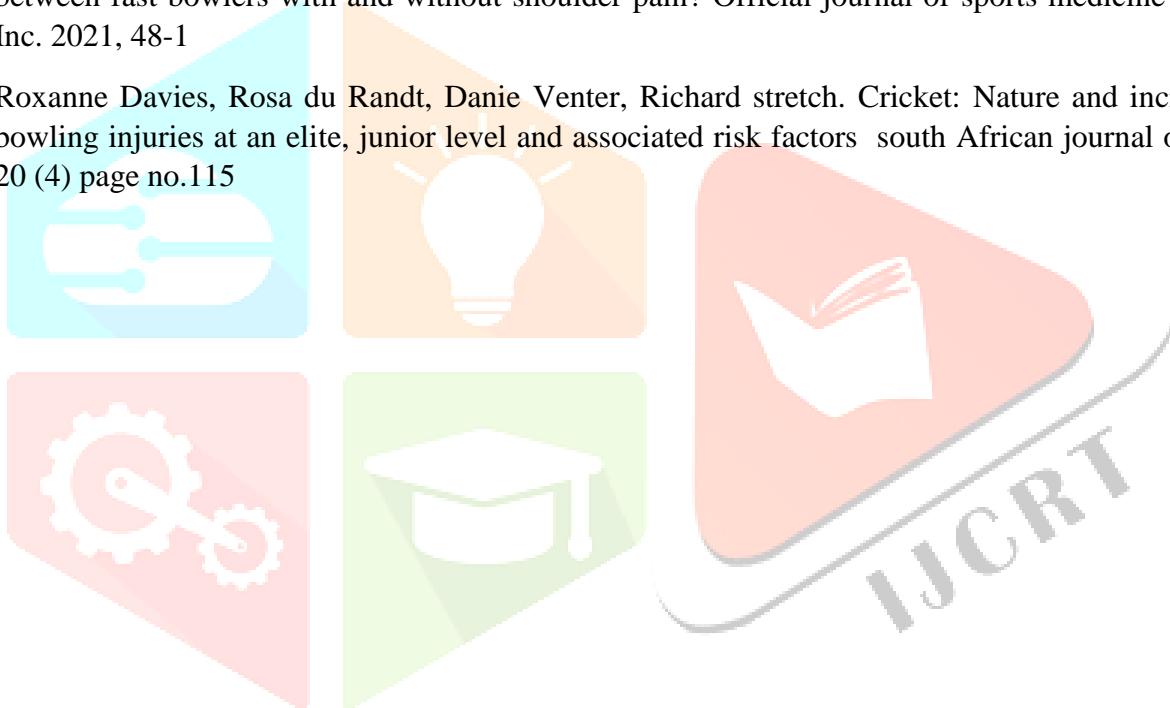 between fast bowlers with and without shoulder pain? Official journal of sports medicine
Inc. 2021, 48-1
Roxanne Davies, Rosa du Randt, Danie Venter, Richard stretch. Cricket: Nature and inc
bowling injuries at an elite, junior level and associated risk factors south African journal o
20 (4) page no.115
IJCRT